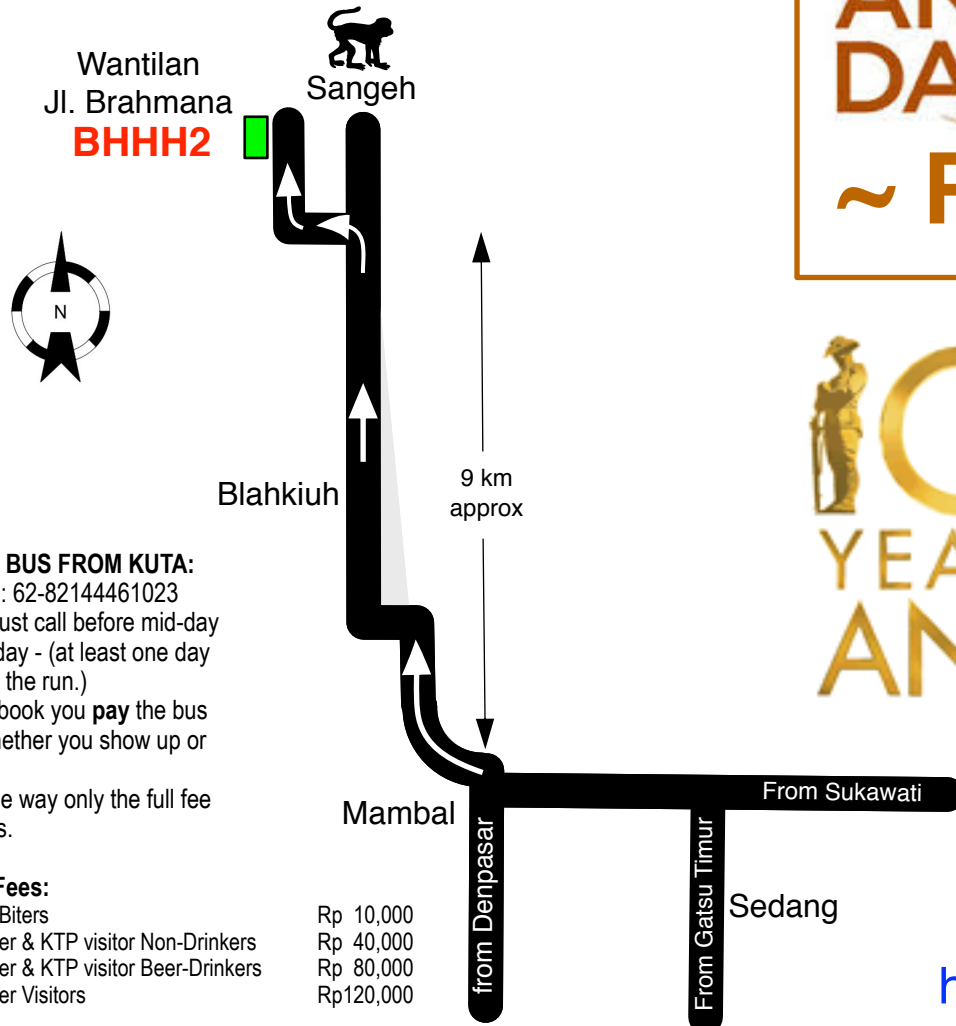 Wantilan
Jl. Brahmana
BHHH2
Sangeh
N
Blahkiuh
9 km
approx
BUS FROM KUTA:
: 62-82144461023
ust call before mid-day
day - (at least one day
the run.)
book you pay the bus
ether you show up or
e way only the full fee
s.
Fees:
Biters Rp 10,000
er & KTP visitor Non-Drinkers Rp 40,000
er & KTP visitor Beer-Drinkers Rp 80,000
er Visitors Rp120,000
Mambal
from Denpasar
From Gatsu Timur
Sedang
From Sukawati
AN
DA
~ F
10
YEA
AN
h